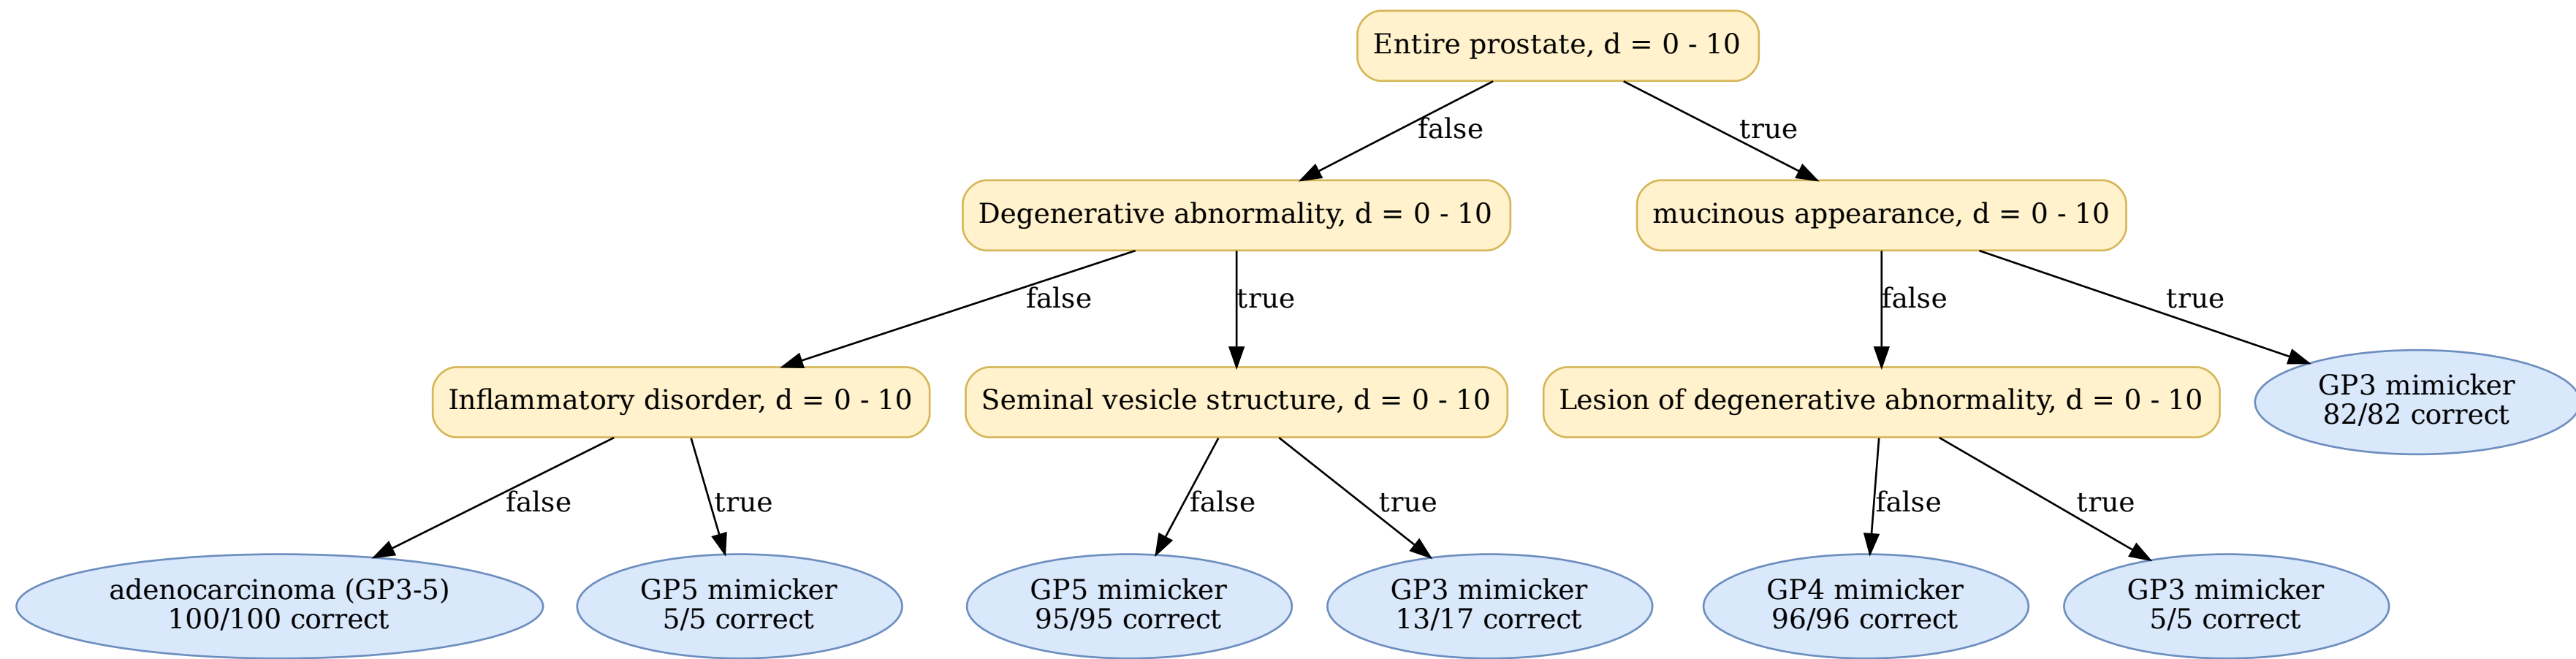 Entire prostate, d = 0 - 10
false
true
Degenerative abnormality, d = 0 - 10
mucinous appearance, d = 0 - 10
false
true
false
true
Inflammatory disorder, d = 0 - 10
Seminal vesicle structure, d = 0 - 10
Lesion of degenerative abnormality, d = 0 - 10
GP3 mimicker
82/82 correct
false
true
false
true
false
true
adenocarcinoma (GP3-5)
100/100 correct
GP5 mimicker
5/5 correct
GP5 mimicker
95/95 correct
GP3 mimicker
13/17 correct
GP4 mimicker
96/96 correct
GP3 mimicker
5/5 correct